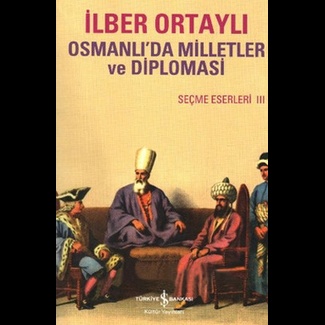 İLBER ORTAYLI
OSMANLI'DA MİLLETLER
ve DİPLOMASİ
SEÇME ESERLERİ III
TÜRKİYE İŞ BANKASI
Kültür Yayınları